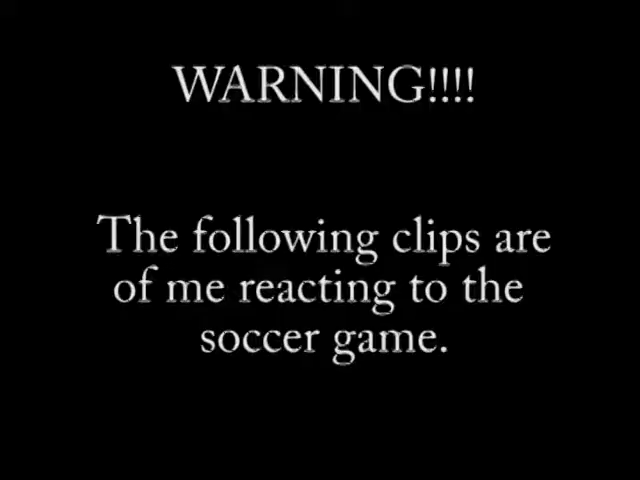 WARNING!!!!
The following clips are
of me reacting to the
soccer game.